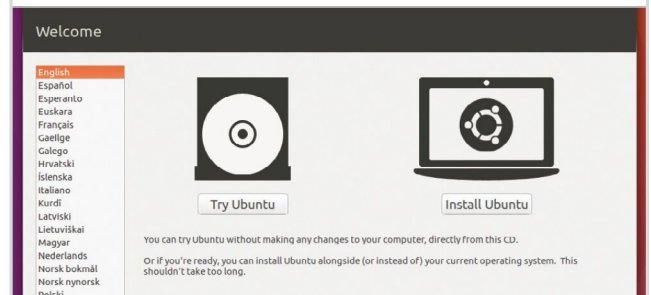 Welcome
English
Español
Esperanto
Euskara
Français
Gaeilge
Galego
Hrvatski
Íslenska
Italiano
Kurdî
Latviski
Lietuviškai
Magyar
Nederlands
Norsk bokmål
Norsk nynorsk
Polski
Try Ubuntu
Install Ubuntu
You can try Ubuntu without making any changes to your computer, directly from this CD.
Or if you're ready, you can install Ubuntu alongside (or instead of) your current operating system. This
shouldn't take too long.